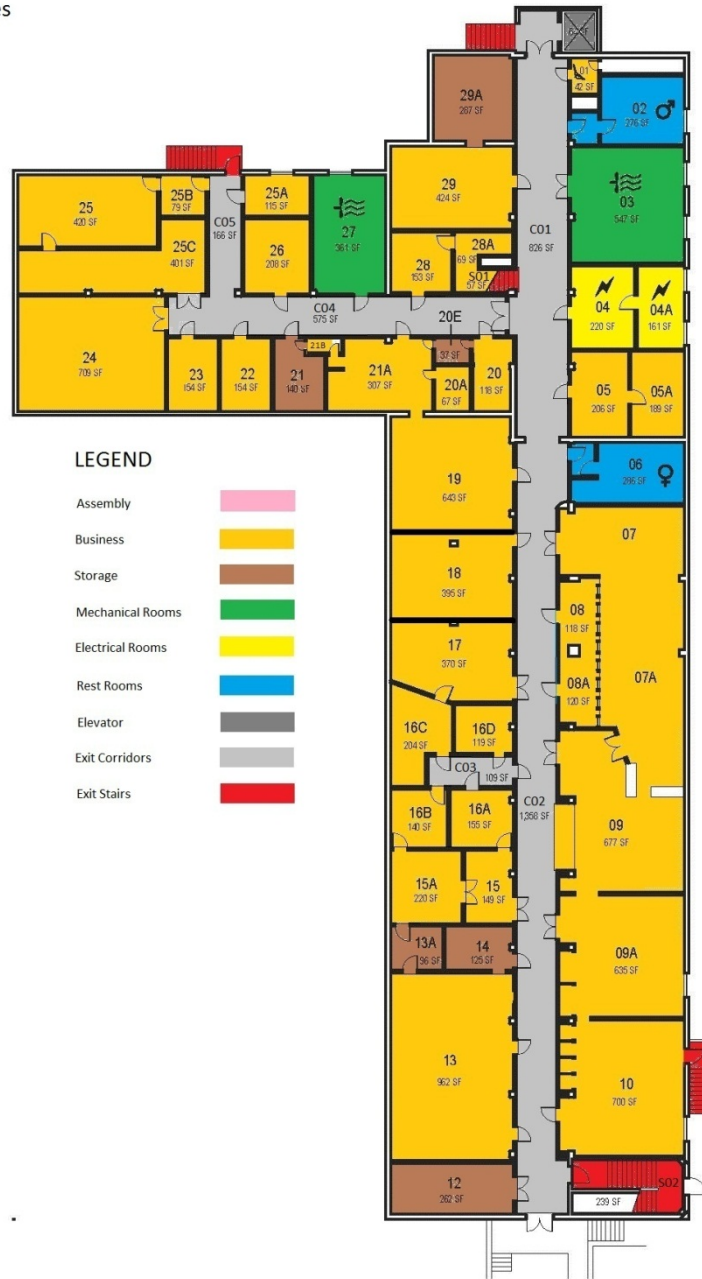 es
01
42 SF
29A
267 SF
02
276 SF
25
420 SF
25B
79 SF
25A
115 SF
27
361 SF
29
424 SF
C01
826 SF
03
547 SF
C05
166 SF
25C
401 SF
26
208 SF
28
153 SF
28A
69 SF
S01
57 SF
04
220 SF
04A
161 SF
C04
575 SF
20E
37 SF
24
709 SF
23
154 SF
22
154 SF
21
140 SF
21B
21A
307 SF
20A
67 SF
20
118 SF
05
206 SF
05A
189 SF
LEGEND
Assembly
Business
Storage
Mechanical Rooms
Electrical Rooms
Rest Rooms
Elevator
Exit Corridors
Exit Stairs
19
643 SF
06
286 SF
07
18
395 SF
08
118 SF
17
370 SF
08A
120 SF
07A
16C
204 SF
16D
119 SF
C03
109 SF
C02
1,358 SF
16B
140 SF
16A
155 SF
09
677 SF
15A
220 SF
15
149 SF
13A
96 SF
14
125 SF
09A
635 SF
13
962 SF
10
700 SF
12
262 SF
S02
239 SF